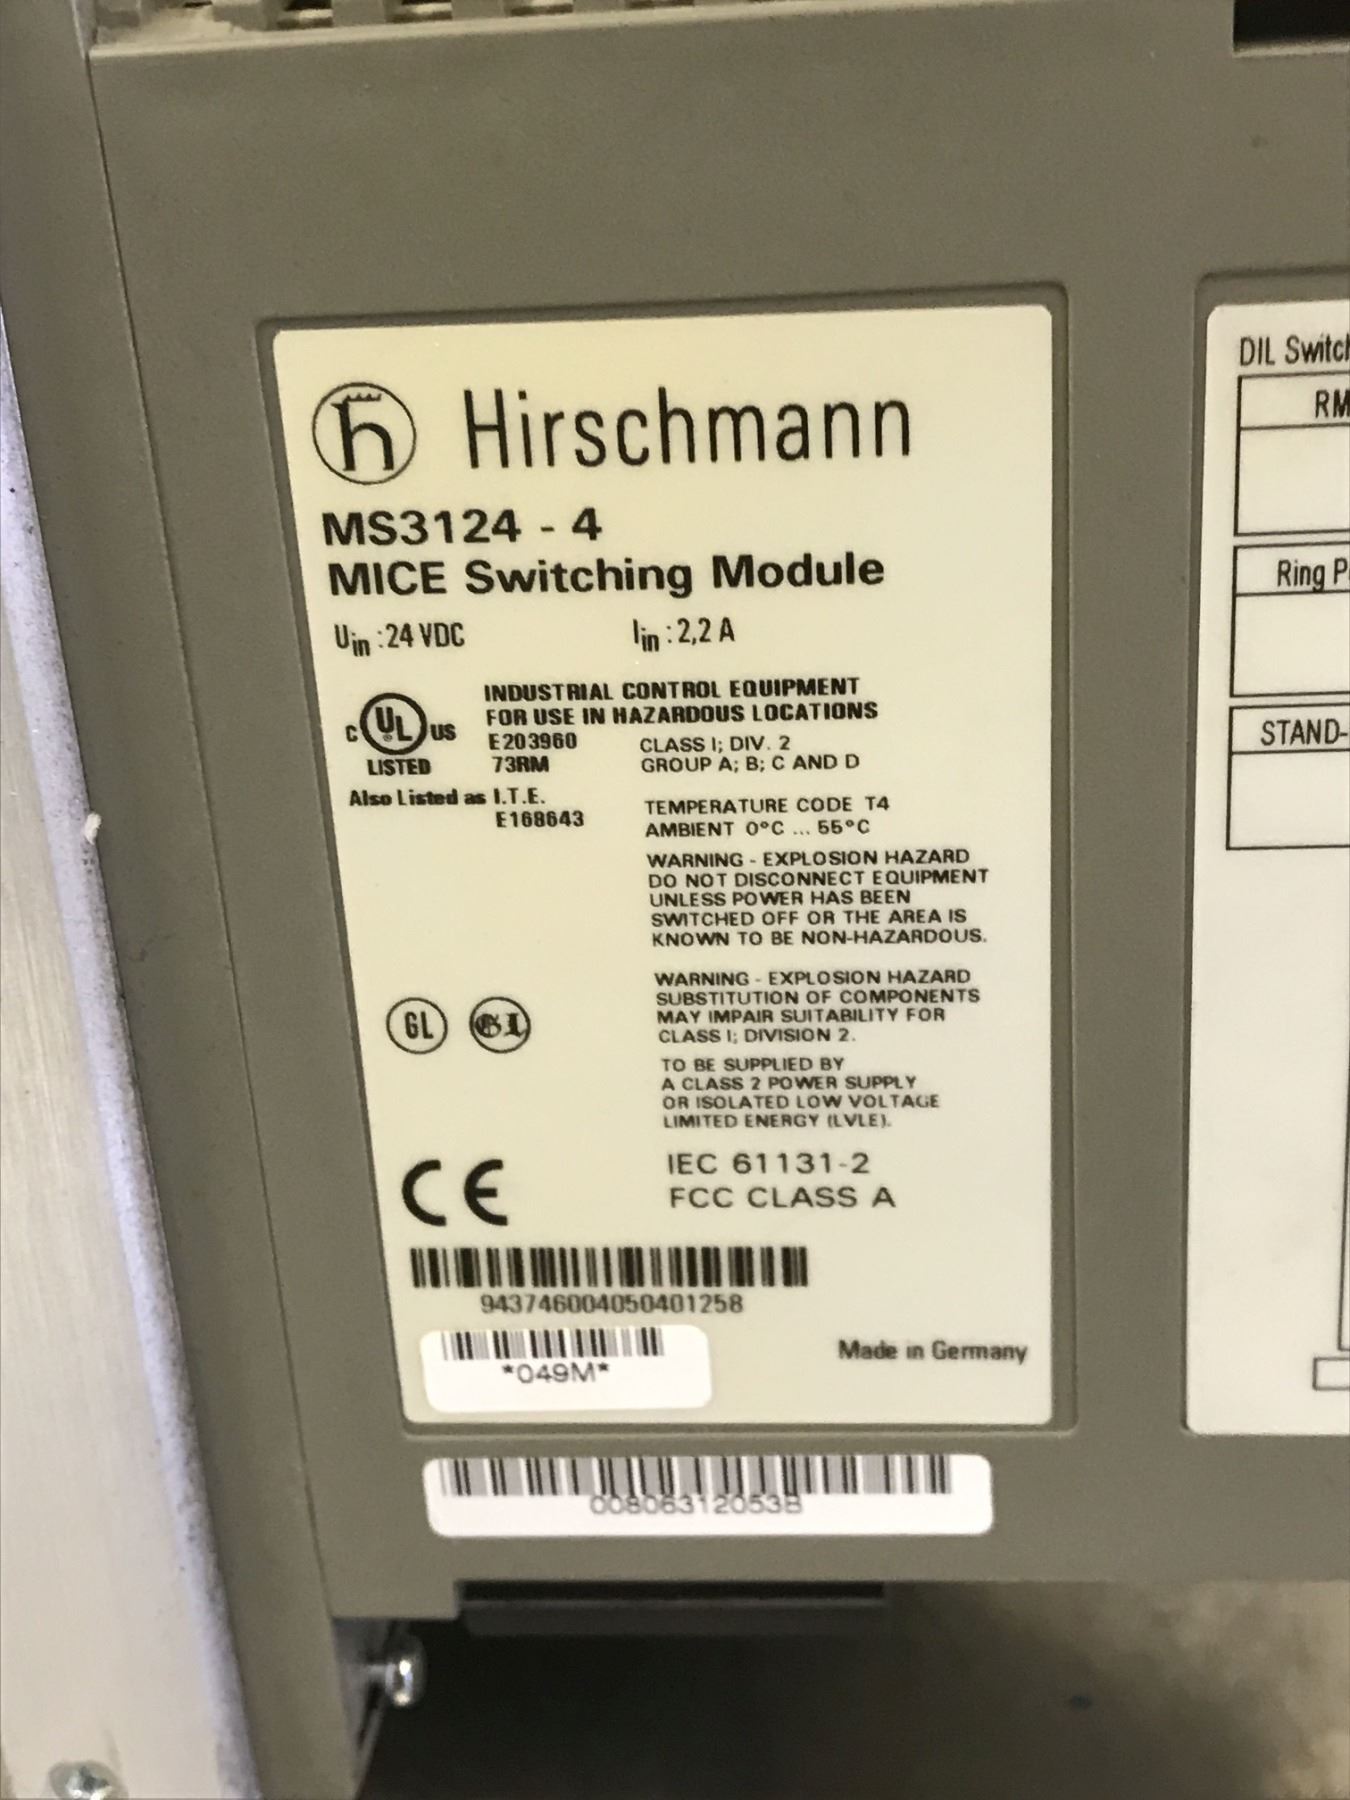 h Hirschmann
MS3124 - 4
MICE Switching Module
Uin :24 VDC Iin :2,2 A
INDUSTRIAL CONTROL EQUIPMENT
FOR USE IN HAZARDOUS LOCATIONS
C UL US
LISTED
E203960
73RM
CLASS I; DIV. 2
GROUP A; B; C AND D
Also Listed as I.T.E.
E168643
TEMPERATURE CODE T4
AMBIENT 0°C ... 55°C
WARNING - EXPLOSION HAZARD
DO NOT DISCONNECT EQUIPMENT
UNLESS POWER HAS BEEN
SWITCHED OFF OR THE AREA IS
KNOWN TO BE NON-HAZARDOUS.
WARNING - EXPLOSION HAZARD
SUBSTITUTION OF COMPONENTS
MAY IMPAIR SUITABILITY FOR
CLASS I; DIVISION 2.
GL GL
TO BE SUPPLIED BY
A CLASS 2 POWER SUPPLY
OR ISOLATED LOW VOLTAGE
LIMITED ENERGY (LVLE).
CE
IEC 61131-2
FCC CLASS A
943746004050401258
*049M*
Made in Germany
00806312053B
DIL Switch
RM
Ring P
STAND-